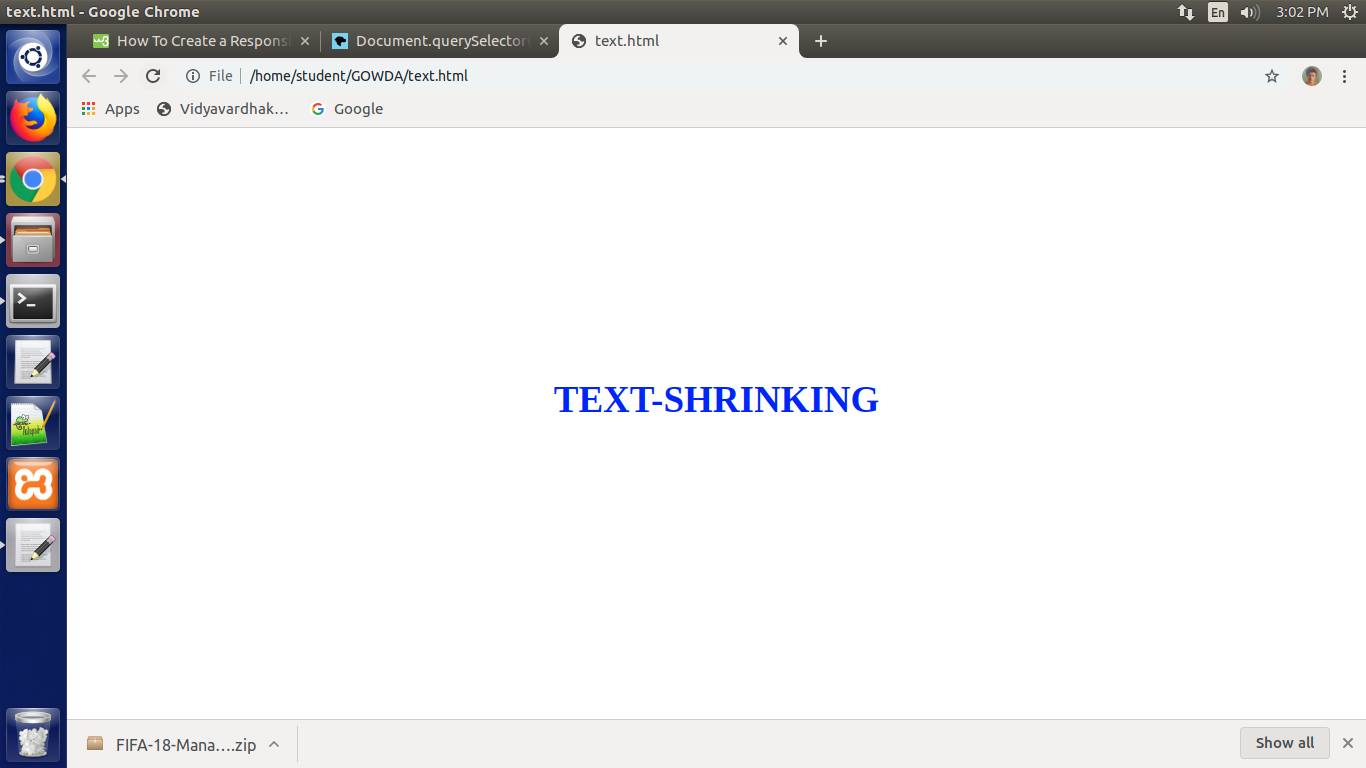 text.html - Google Chrome
En
3:02 PM
How To Create a Responsi
Document.querySelector(
text.html
File
/home/student/GOWDA/text.html
Apps
Vidyavardhak…
Google
TEXT-SHRINKING
FIFA-18-Mana….zip
Show all